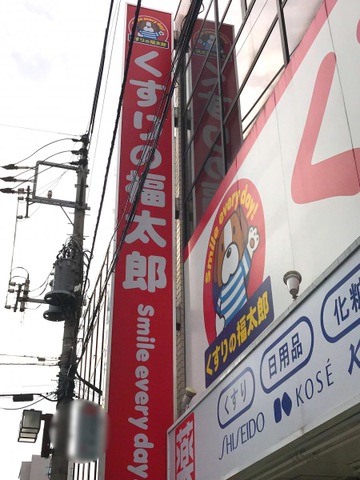 くすりの福太郎
Smile every day!
Smile every day!
くすりの福太郎
くすり
日用品
化粧
SHISEIDO
KOSÉ
薬